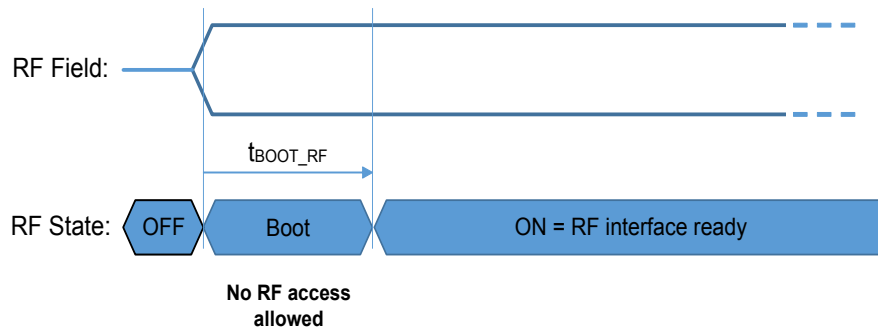 RF Field:
tBOOT_RF
RF State: OFF Boot ON = RF interface ready
No RF access
allowed